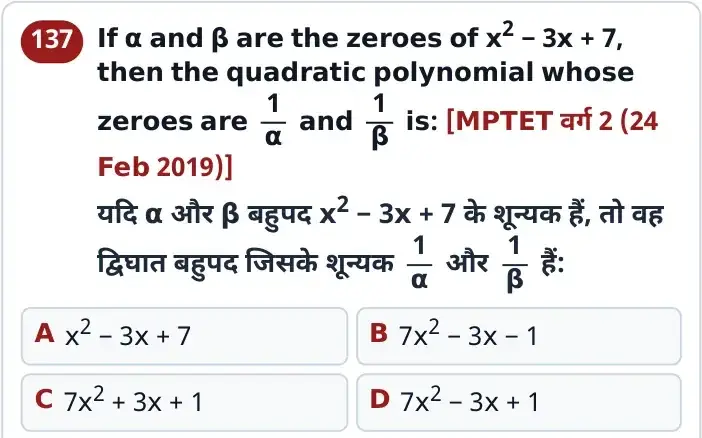 137 If α and β are the zeroes of x² − 3x + 7,
then the quadratic polynomial whose
zeroes are 1/α and 1/β is: [MPTET वर्ग 2 (24
Feb 2019)]
यदि α और β बहुपद x² − 3x + 7 के शून्यक हैं, तो वह
द्विघात बहुपद जिसके शून्यक 1/α और 1/β हैं:
A x² − 3x + 7
B 7x² − 3x − 1
C 7x² + 3x + 1
D 7x² − 3x + 1